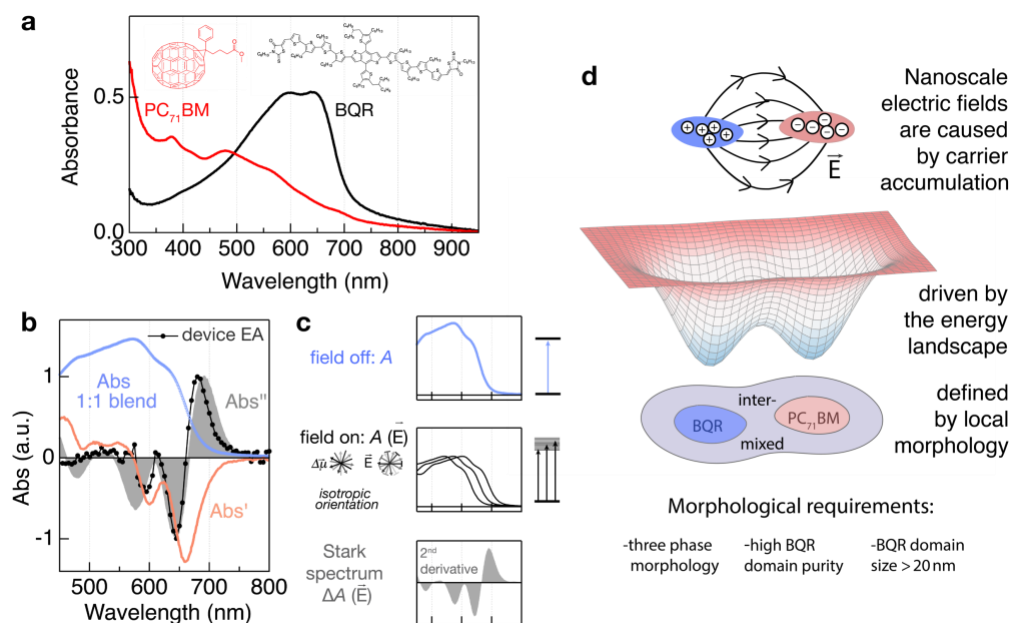 a
PC71BM
BQR
0.5
0.0
Absorbance
300 400 500 600 700 800 900
Wavelength (nm)
b
device EA
Abs
1:1 blend
Abs"
Abs'
1
0
-1
Abs (a.u.)
500 600 700 800
Wavelength (nm)
c
field off: A
field on: A (E)
Δμ E
isotropic
orientation
Stark
spectrum
ΔA (E)
2nd
derivative
d
Nanoscale
electric fields
are caused
by carrier
accumulation
E
driven by
the energy
landscape
defined
by local
morphology
BQR
inter-
mixed
PC71BM
Morphological requirements:
-three phase
morphology
-high BQR
domain purity
-BQR domain
size > 20 nm